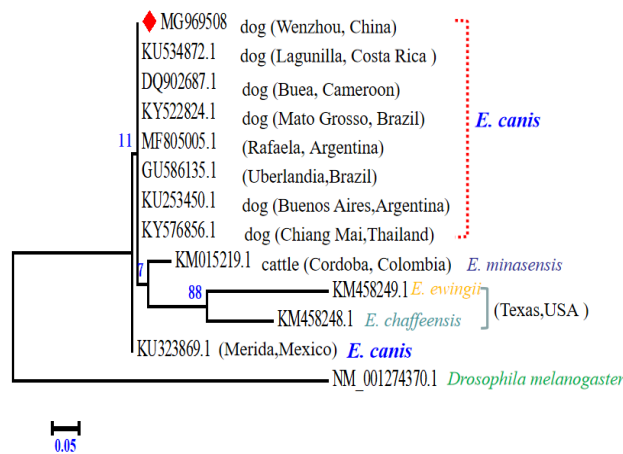 MG969508 dog (Wenzhou, China)
KU534872.1 dog (Lagunilla, Costa Rica )
DQ902687.1 dog (Buea, Cameroon)
KY522824.1 dog (Mato Grosso, Brazil)
E. canis
11
MF805005.1 (Rafaela, Argentina)
GU586135.1 (Uberlandia,Brazil)
KU253450.1 dog (Buenos Aires,Argentina)
KY576856.1 dog (Chiang Mai,Thailand)
7
KM015219.1 cattle (Cordoba, Colombia) E. minasensis
88
KM458249.1 E. ewingii
(Texas,USA )
KM458248.1 E. chaffeensis
KU323869.1 (Merida,Mexico) E. canis
NM_001274370.1 Drosophila melanogaster
0.05